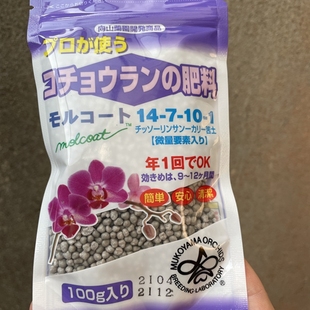 向山蘭園開発商品
プロが使う
コチョウランの肥料
モルコート 14-7-10-1
molcoat™
チッソーリンサンーカリー苦土
【微量要素入り】
年1回でOK
効きめは、9~12ヶ月間
簡単 安心 清潔
MUKOYAMA ORCHIDS
BREEDING LABORATORY
100g入り
2104
2112